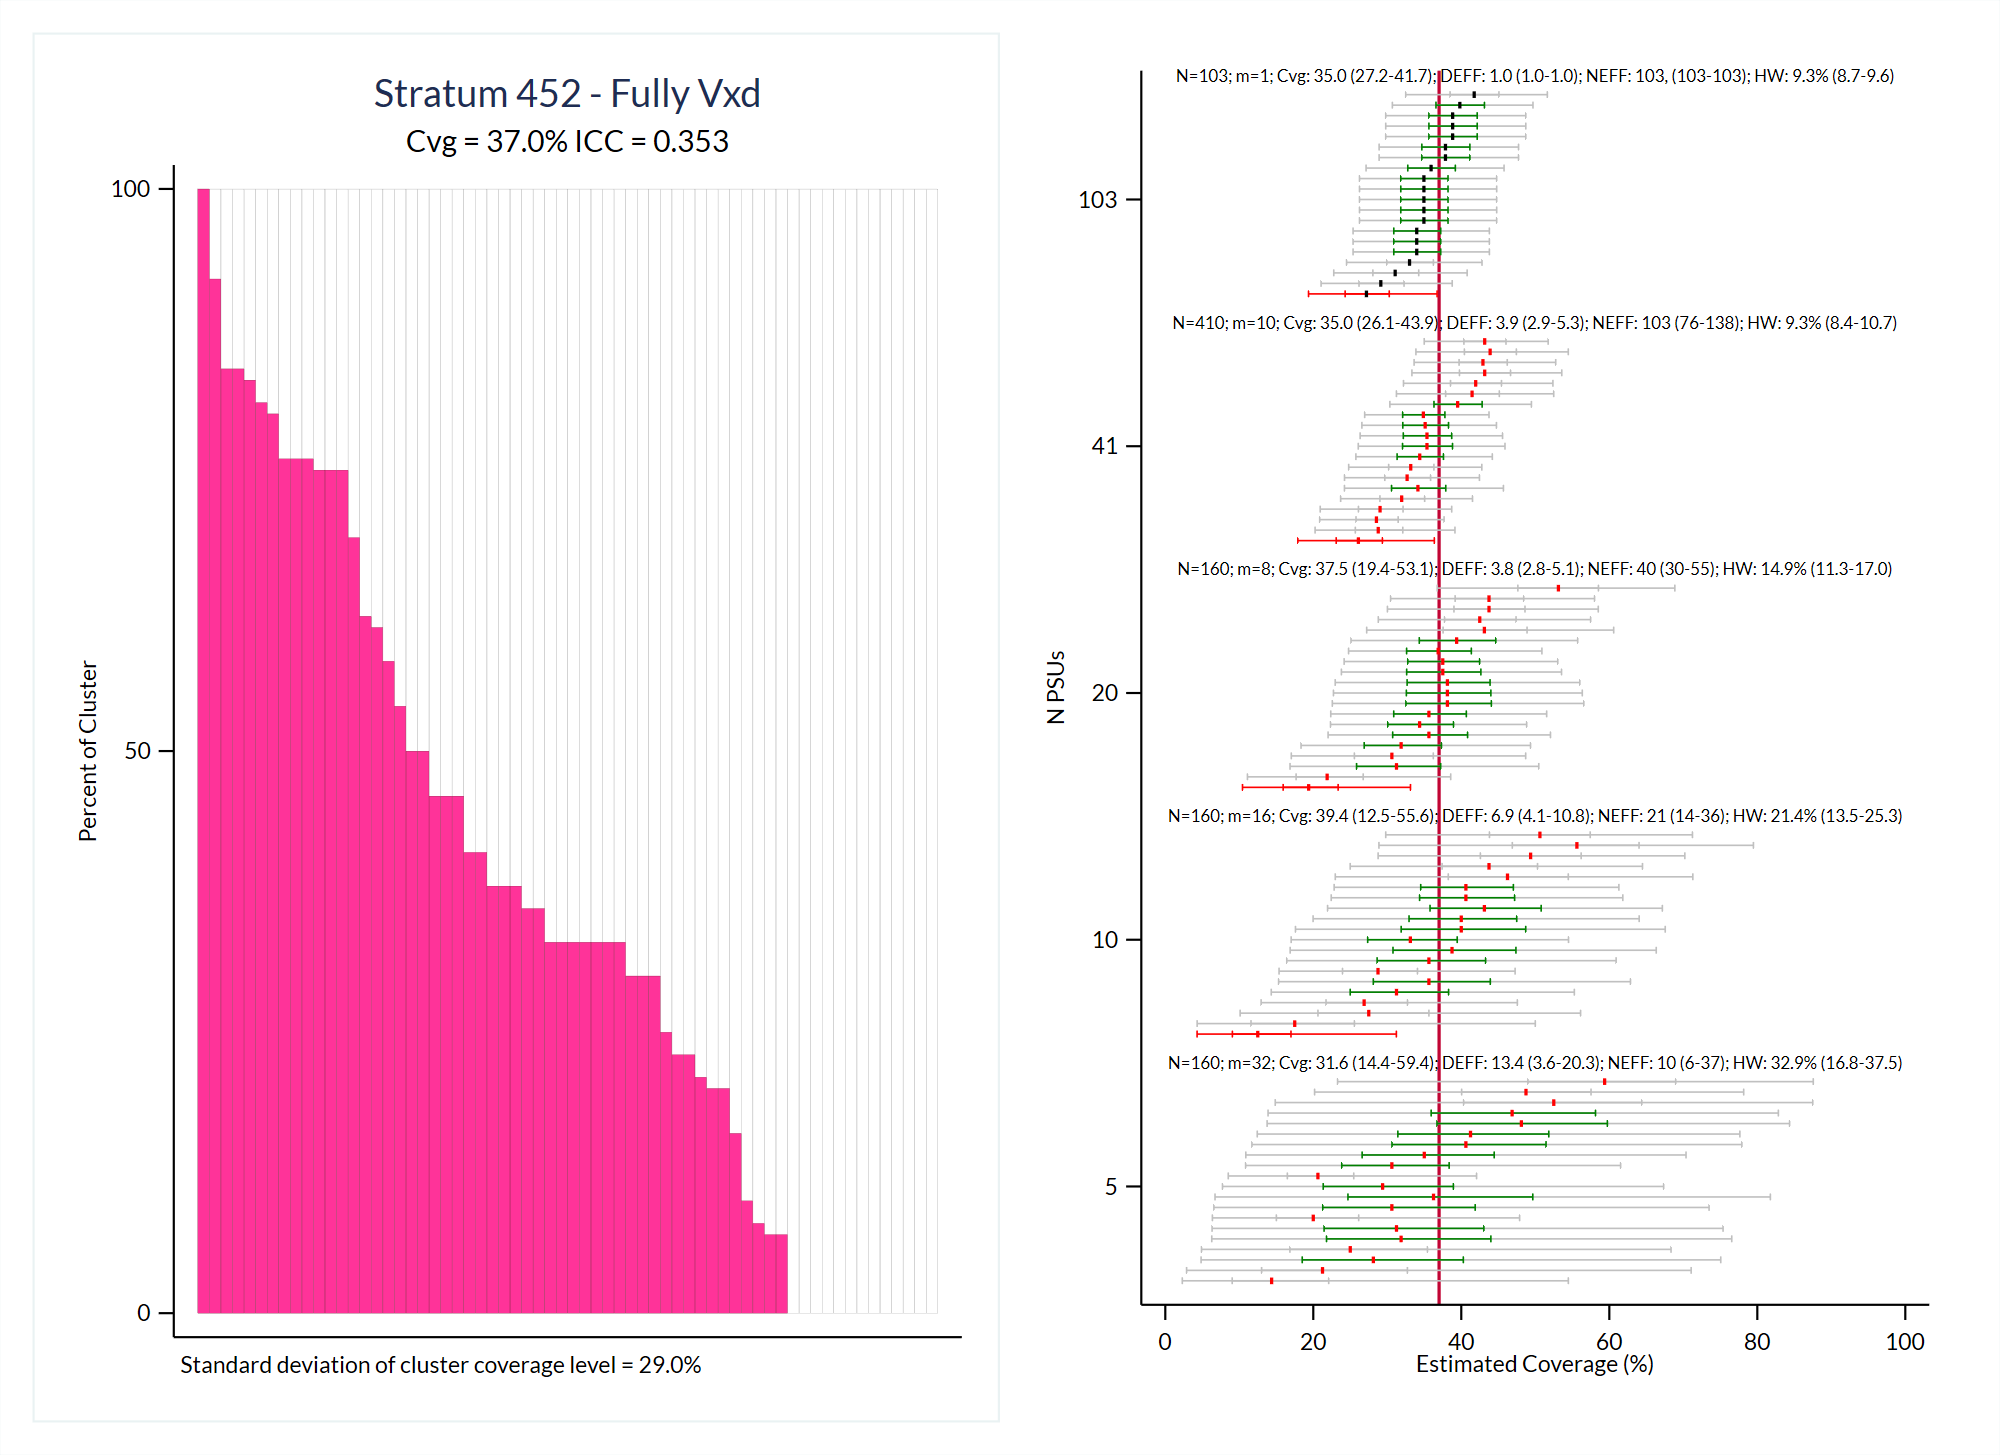 Stratum 452 - Fully Vxd
Cvg = 37.0% ICC = 0.353
Percent of Cluster
100
50
0
Standard deviation of cluster coverage level = 29.0%
N PSUs
N=103; m=1; Cvg: 35.0 (27.2-41.7); DEFF: 1.0 (1.0-1.0); NEFF: 103, (103-103); HW: 9.3% (8.7-9.6)
103
N=410; m=10; Cvg: 35.0 (26.1-43.9); DEFF: 3.9 (2.9-5.3); NEFF: 103 (76-138); HW: 9.3% (8.4-10.7)
41
N=160; m=8; Cvg: 37.5 (19.4-53.1); DEFF: 3.8 (2.8-5.1); NEFF: 40 (30-55); HW: 14.9% (11.3-17.0)
20
N=160; m=16; Cvg: 39.4 (12.5-55.6); DEFF: 6.9 (4.1-10.8); NEFF: 21 (14-36); HW: 21.4% (13.5-25.3)
10
N=160; m=32; Cvg: 31.6 (14.4-59.4); DEFF: 13.4 (3.6-20.3); NEFF: 10 (6-37); HW: 32.9% (16.8-37.5)
5
0 20 40 60 80 100
Estimated Coverage (%)